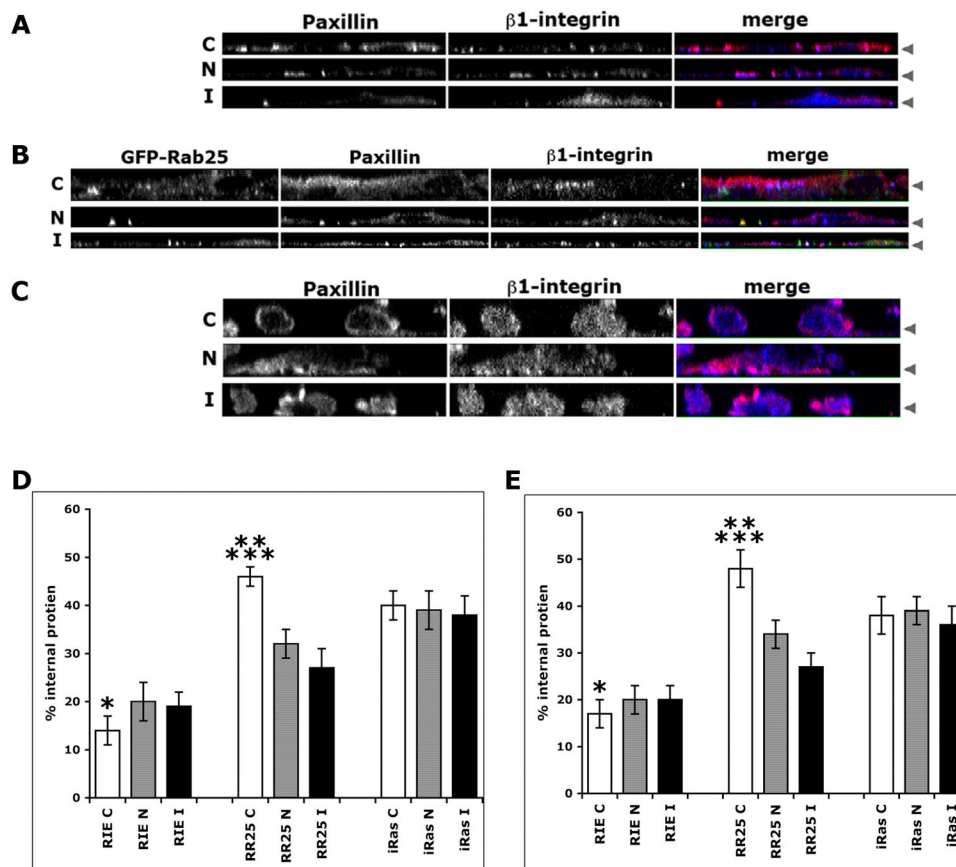 A
Paxillin β1-integrin merge
C
N
I
B
GFP-Rab25 Paxillin β1-integrin merge
C
N
I
C
Paxillin β1-integrin merge
C
N
I
D
% internal protien
60
50
40
30
20
10
0
*
**
***
RIE C
RIE N
RIE I
RR25 C
RR25 N
RR25 I
iRas C
iRas N
iRas I
E
% internal protien
60
50
40
30
20
10
0
*
**
***
RIE C
RIE N
RIE I
RR25 C
RR25 N
RR25 I
iRas C
iRas N
iRas I